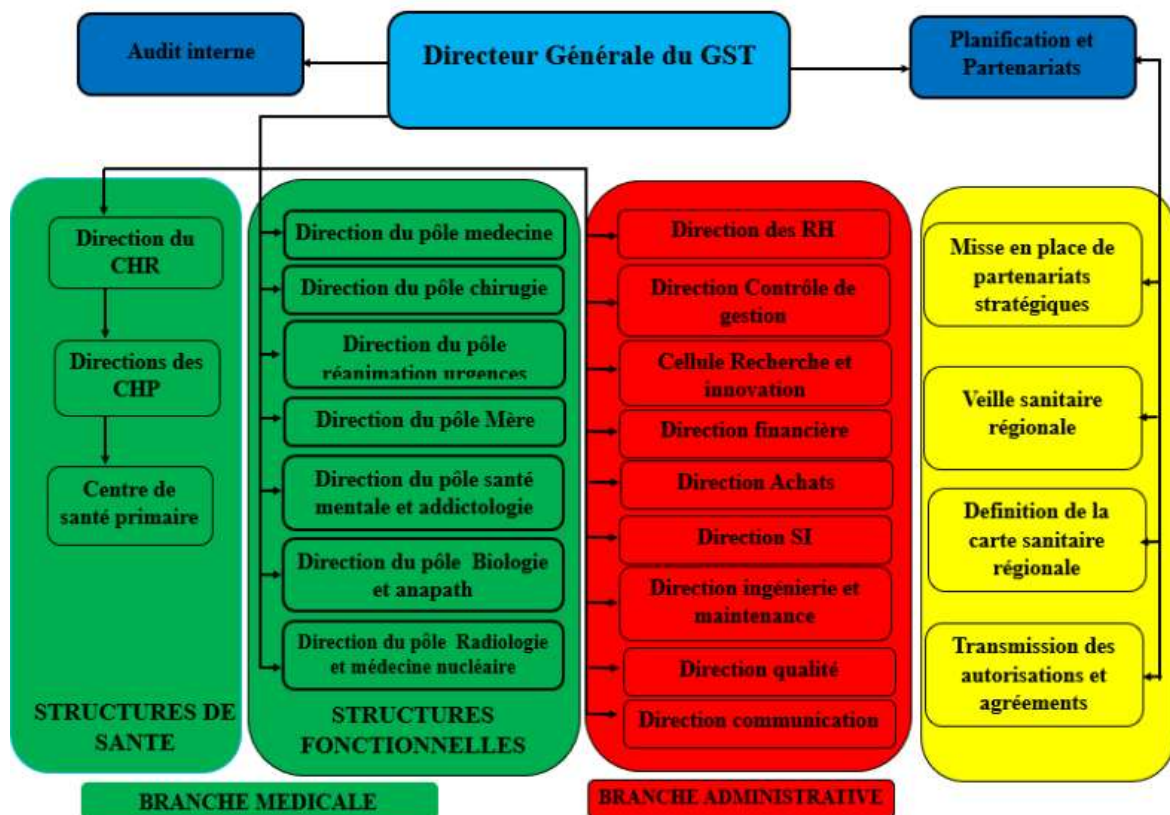 Audit interne
Directeur Générale du GST
Planification et
Partenariats
Direction du
CHR
Directions des
CHP
Centre de
santé primaire
STRUCTURES DE
SANTE
Direction du pôle medecine
Direction du pôle chirugie
Direction du pôle
réanimation urgences
Direction du pôle Mère
Direction du pôle santé
mentale et addictologie
Direction du pôle Biologie
et anapath
Direction du pôle Radiologie
et médecine nucléaire
STRUCTURES
FONCTIONNELLES
Direction des RH
Direction Contrôle de
gestion
Cellule Recherche et
innovation
Direction financière
Direction Achats
Direction SI
Direction ingénierie et
maintenance
Direction qualité
Direction communication
Misse en place de
partenariats
stratégiques
Veille sanitaire
régionale
Definition de la
carte sanitaire
régionale
Transmission des
autorisations et
agréements
BRANCHE MEDICALE
BRANCHE ADMINISTRATIVE